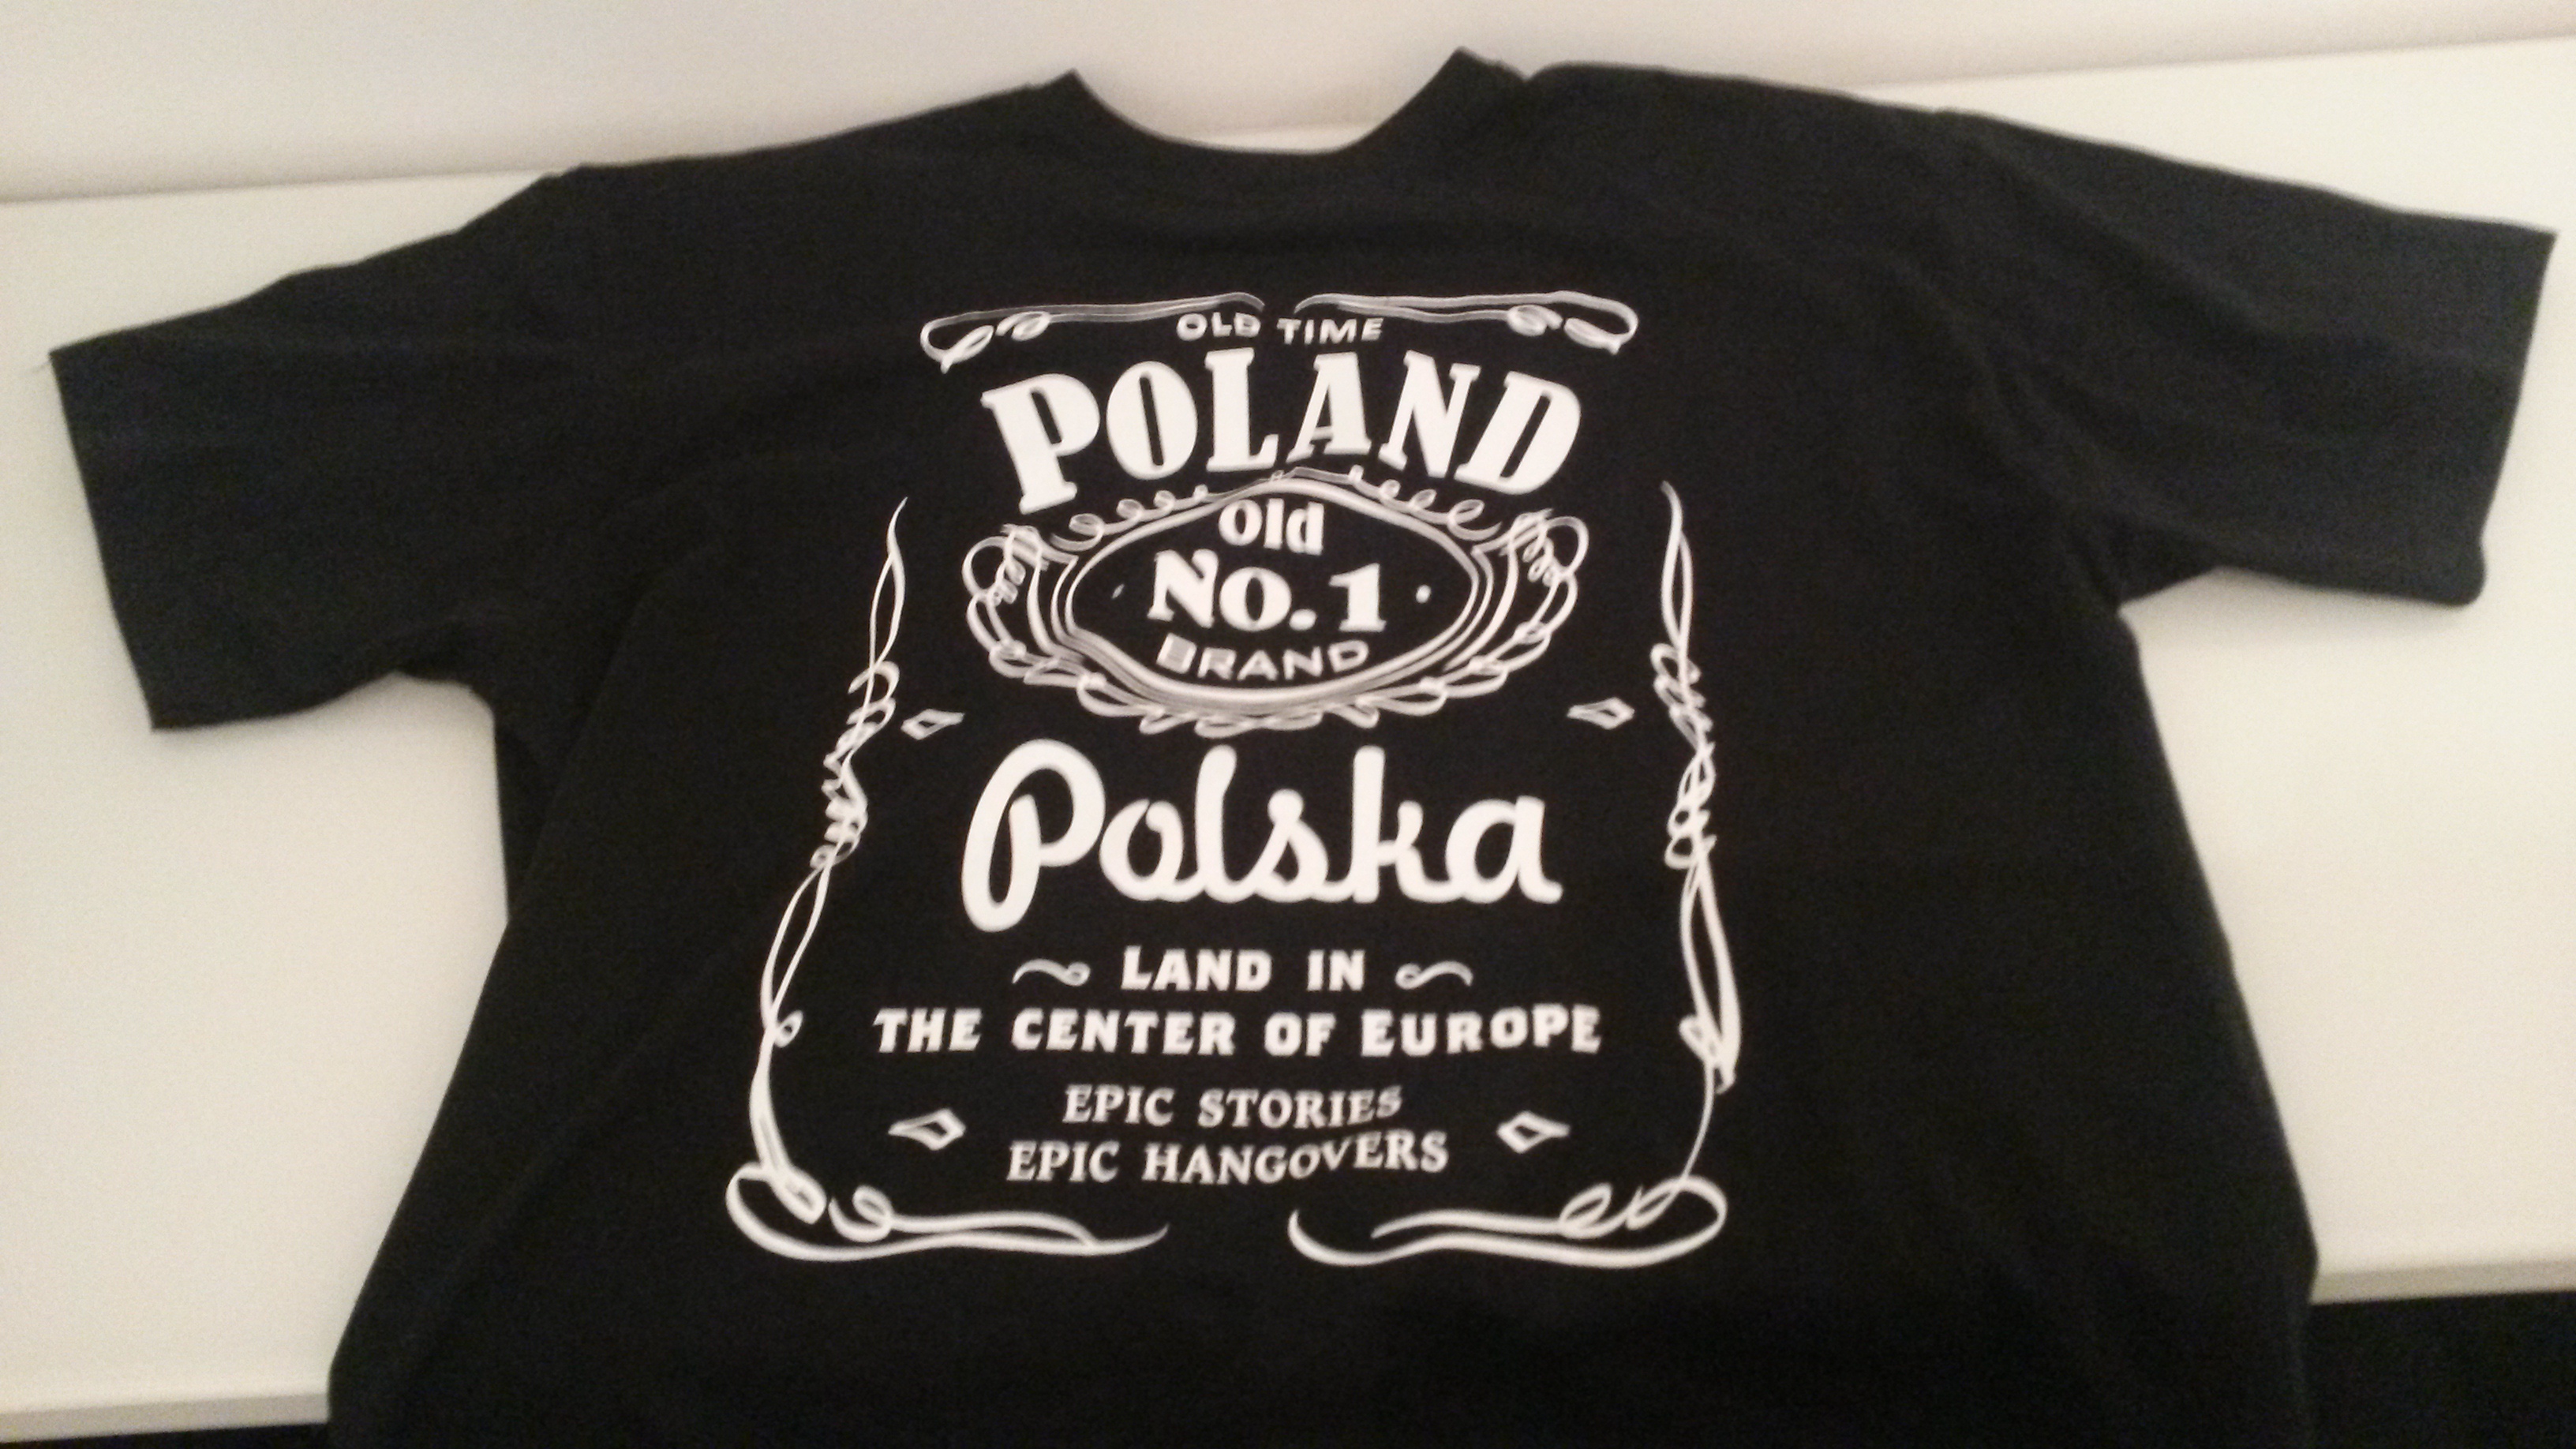 OLD TIME
POLAND
Old
No. 1
BRAND
Polska
LAND IN
THE CENTER OF EUROPE
EPIC STORIES
EPIC HANGOVERS